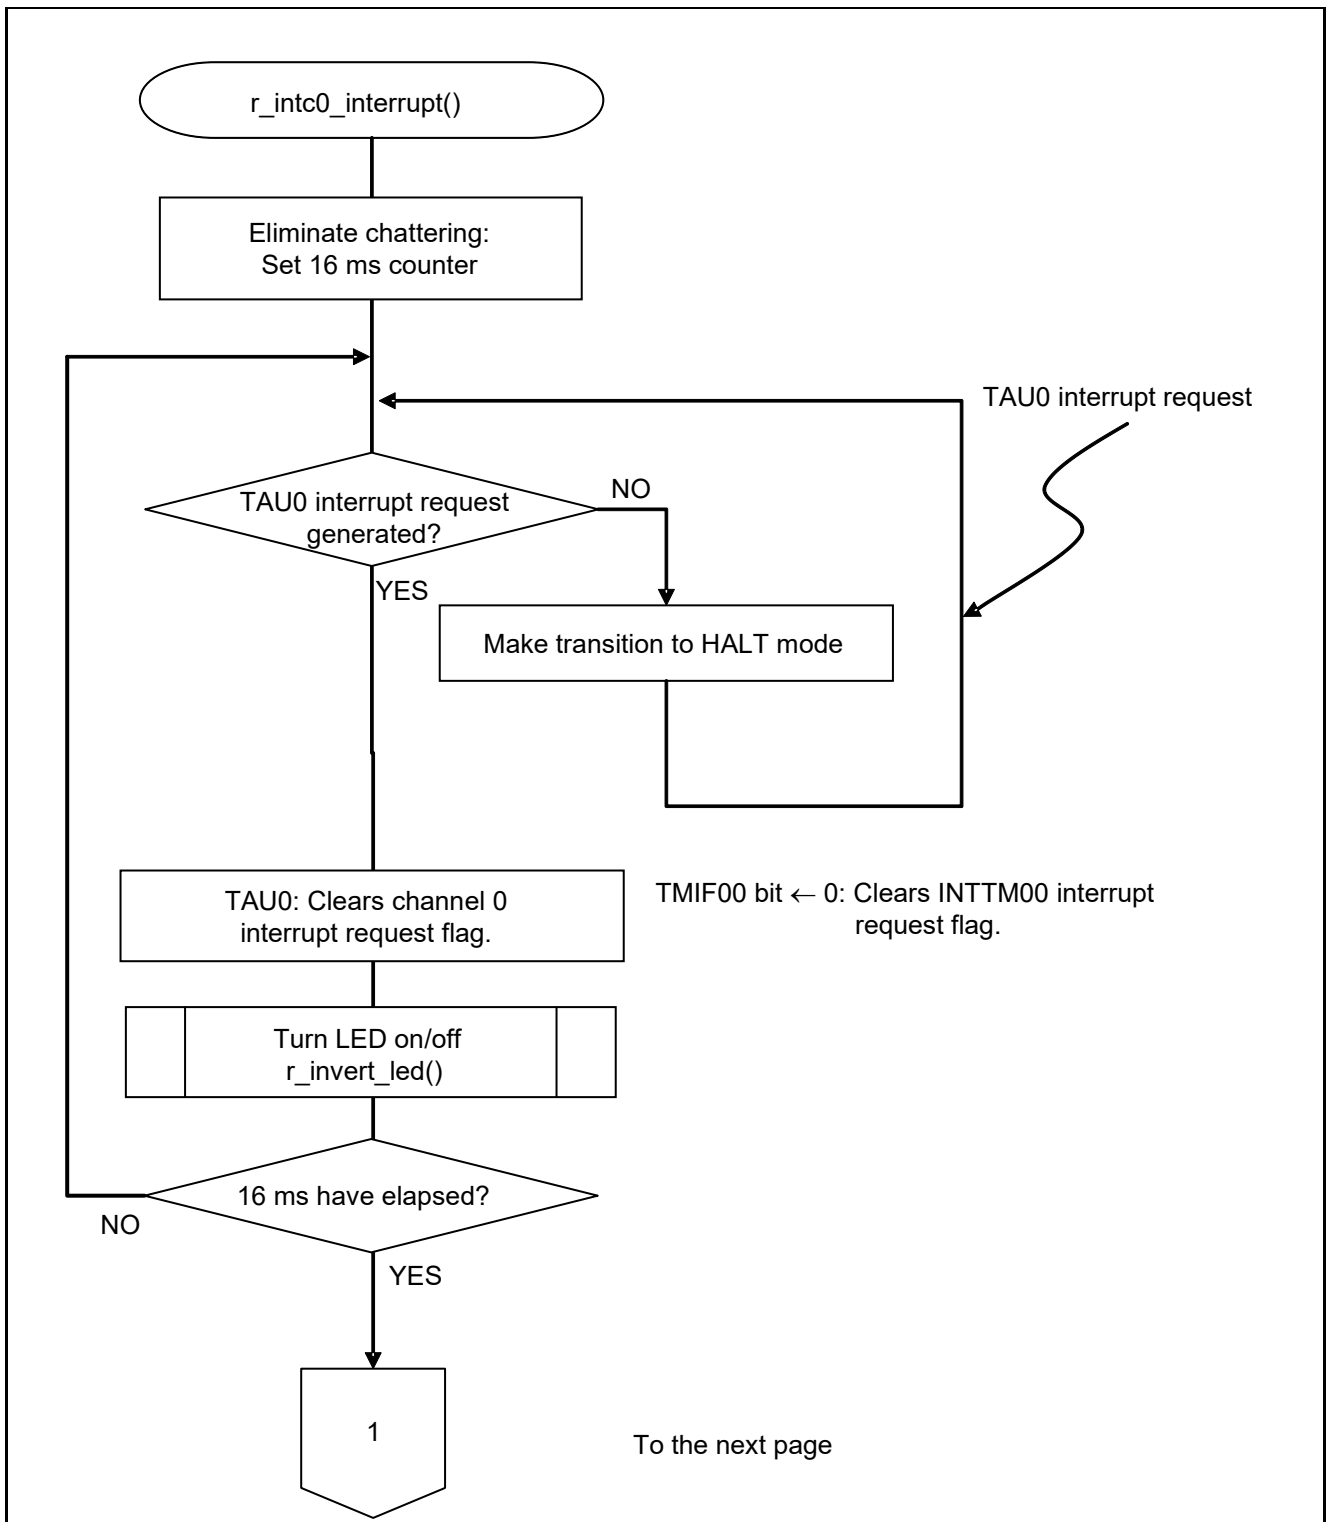 r_intc0_interrupt()
Eliminate chattering:
Set 16 ms counter
TAU0 interrupt request
TAU0 interrupt request
generated?
NO
YES
Make transition to HALT mode
TAU0: Clears channel 0
interrupt request flag.
TMIF00 bit ← 0: Clears INTTM00 interrupt
request flag.
Turn LED on/off
r_invert_led()
16 ms have elapsed?
NO
YES
1
To the next page